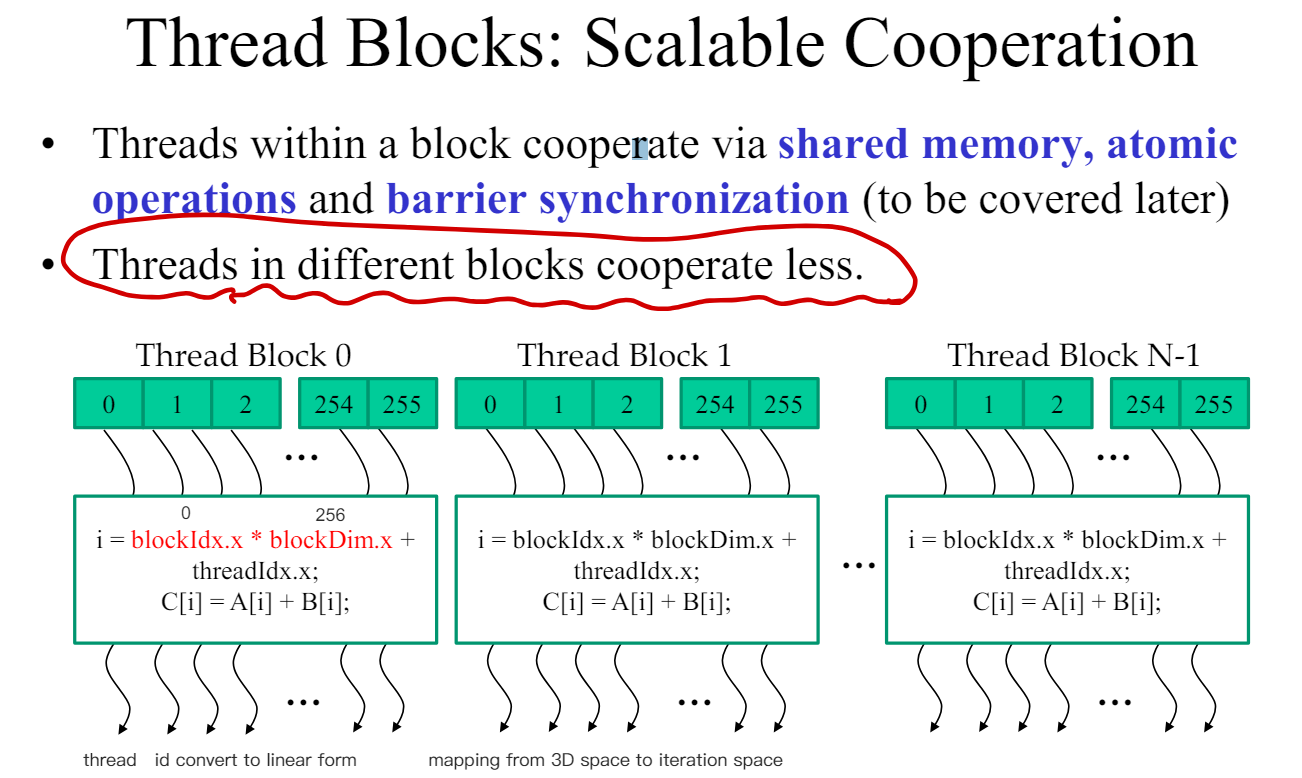 Thread Blocks: Scalable Cooperation
• Threads within a block cooperate via shared memory, atomic
operations and barrier synchronization (to be covered later)
• Threads in different blocks cooperate less.
Thread Block 0
0 1 2 ... 254 255
...
0 256
i = blockIdx.x * blockDim.x +
threadIdx.x;
C[i] = A[i] + B[i];
...
Thread Block 1
0 1 2 ... 254 255
...
i = blockIdx.x * blockDim.x +
threadIdx.x;
C[i] = A[i] + B[i];
...
...
Thread Block N-1
0 1 2 ... 254 255
...
i = blockIdx.x * blockDim.x +
threadIdx.x;
C[i] = A[i] + B[i];
...
thread id convert to linear form
mapping from 3D space to iteration space